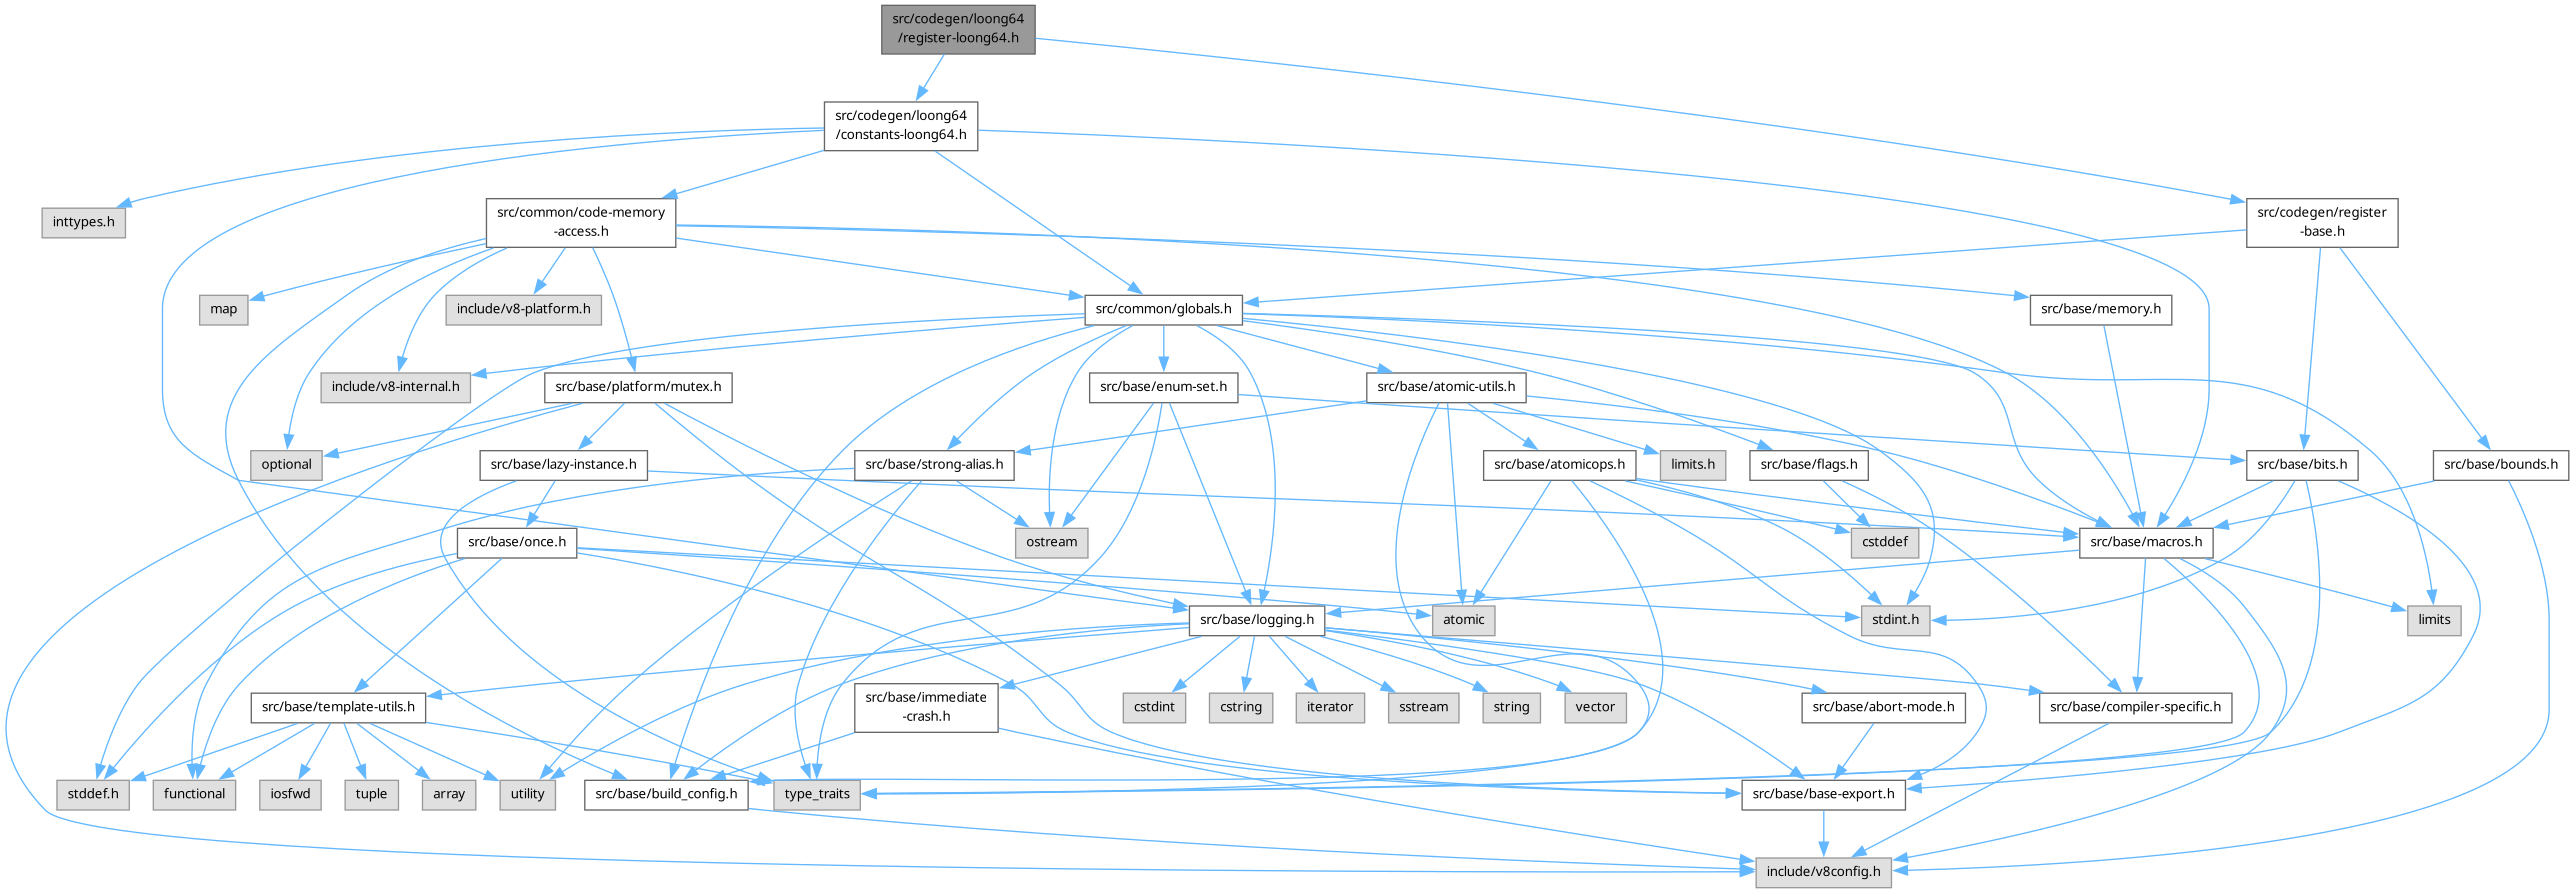 src/codegen/loong64
/register-loong64.h
src/codegen/loong64
/constants-loong64.h
inttypes.h
src/common/code-memory
-access.h
src/codegen/register
-base.h
map
include/v8-platform.h
src/common/globals.h
src/base/memory.h
include/v8-internal.h
src/base/platform/mutex.h
src/base/enum-set.h
src/base/atomic-utils.h
optional
src/base/lazy-instance.h
src/base/strong-alias.h
src/base/atomicops.h
limits.h
src/base/flags.h
src/base/bits.h
src/base/bounds.h
src/base/once.h
ostream
cstddef
src/base/macros.h
src/base/logging.h
atomic
stdint.h
limits
src/base/template-utils.h
src/base/immediate
-crash.h
cstdint
cstring
iterator
sstream
string
vector
src/base/abort-mode.h
src/base/compiler-specific.h
stddef.h
functional
iosfwd
tuple
array
utility
src/base/build_config.h
type_traits
src/base/base-export.h
include/v8config.h